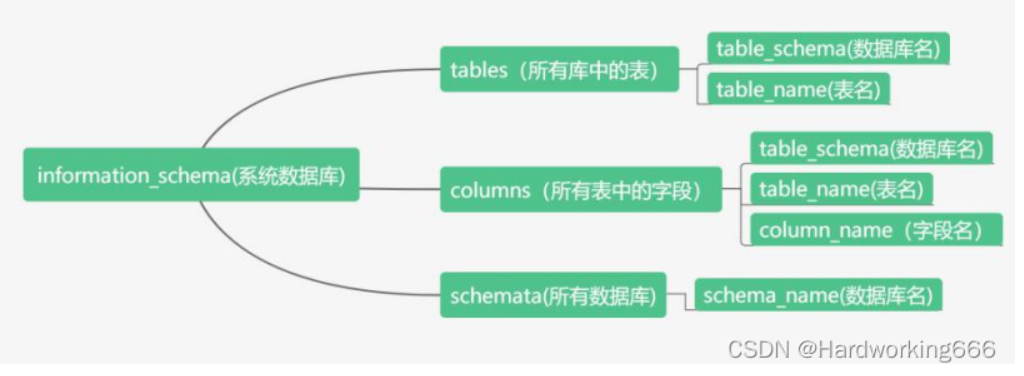 information_schema(系统数据库)
tables（所有库中的表）
table_schema(数据库名)
table_name(表名)
columns（所有表中的字段）
table_schema(数据库名)
table_name(表名)
column_name（字段名）
schemata(所有数据库)
schema_name(数据库名)
CSDN @Hardworking666